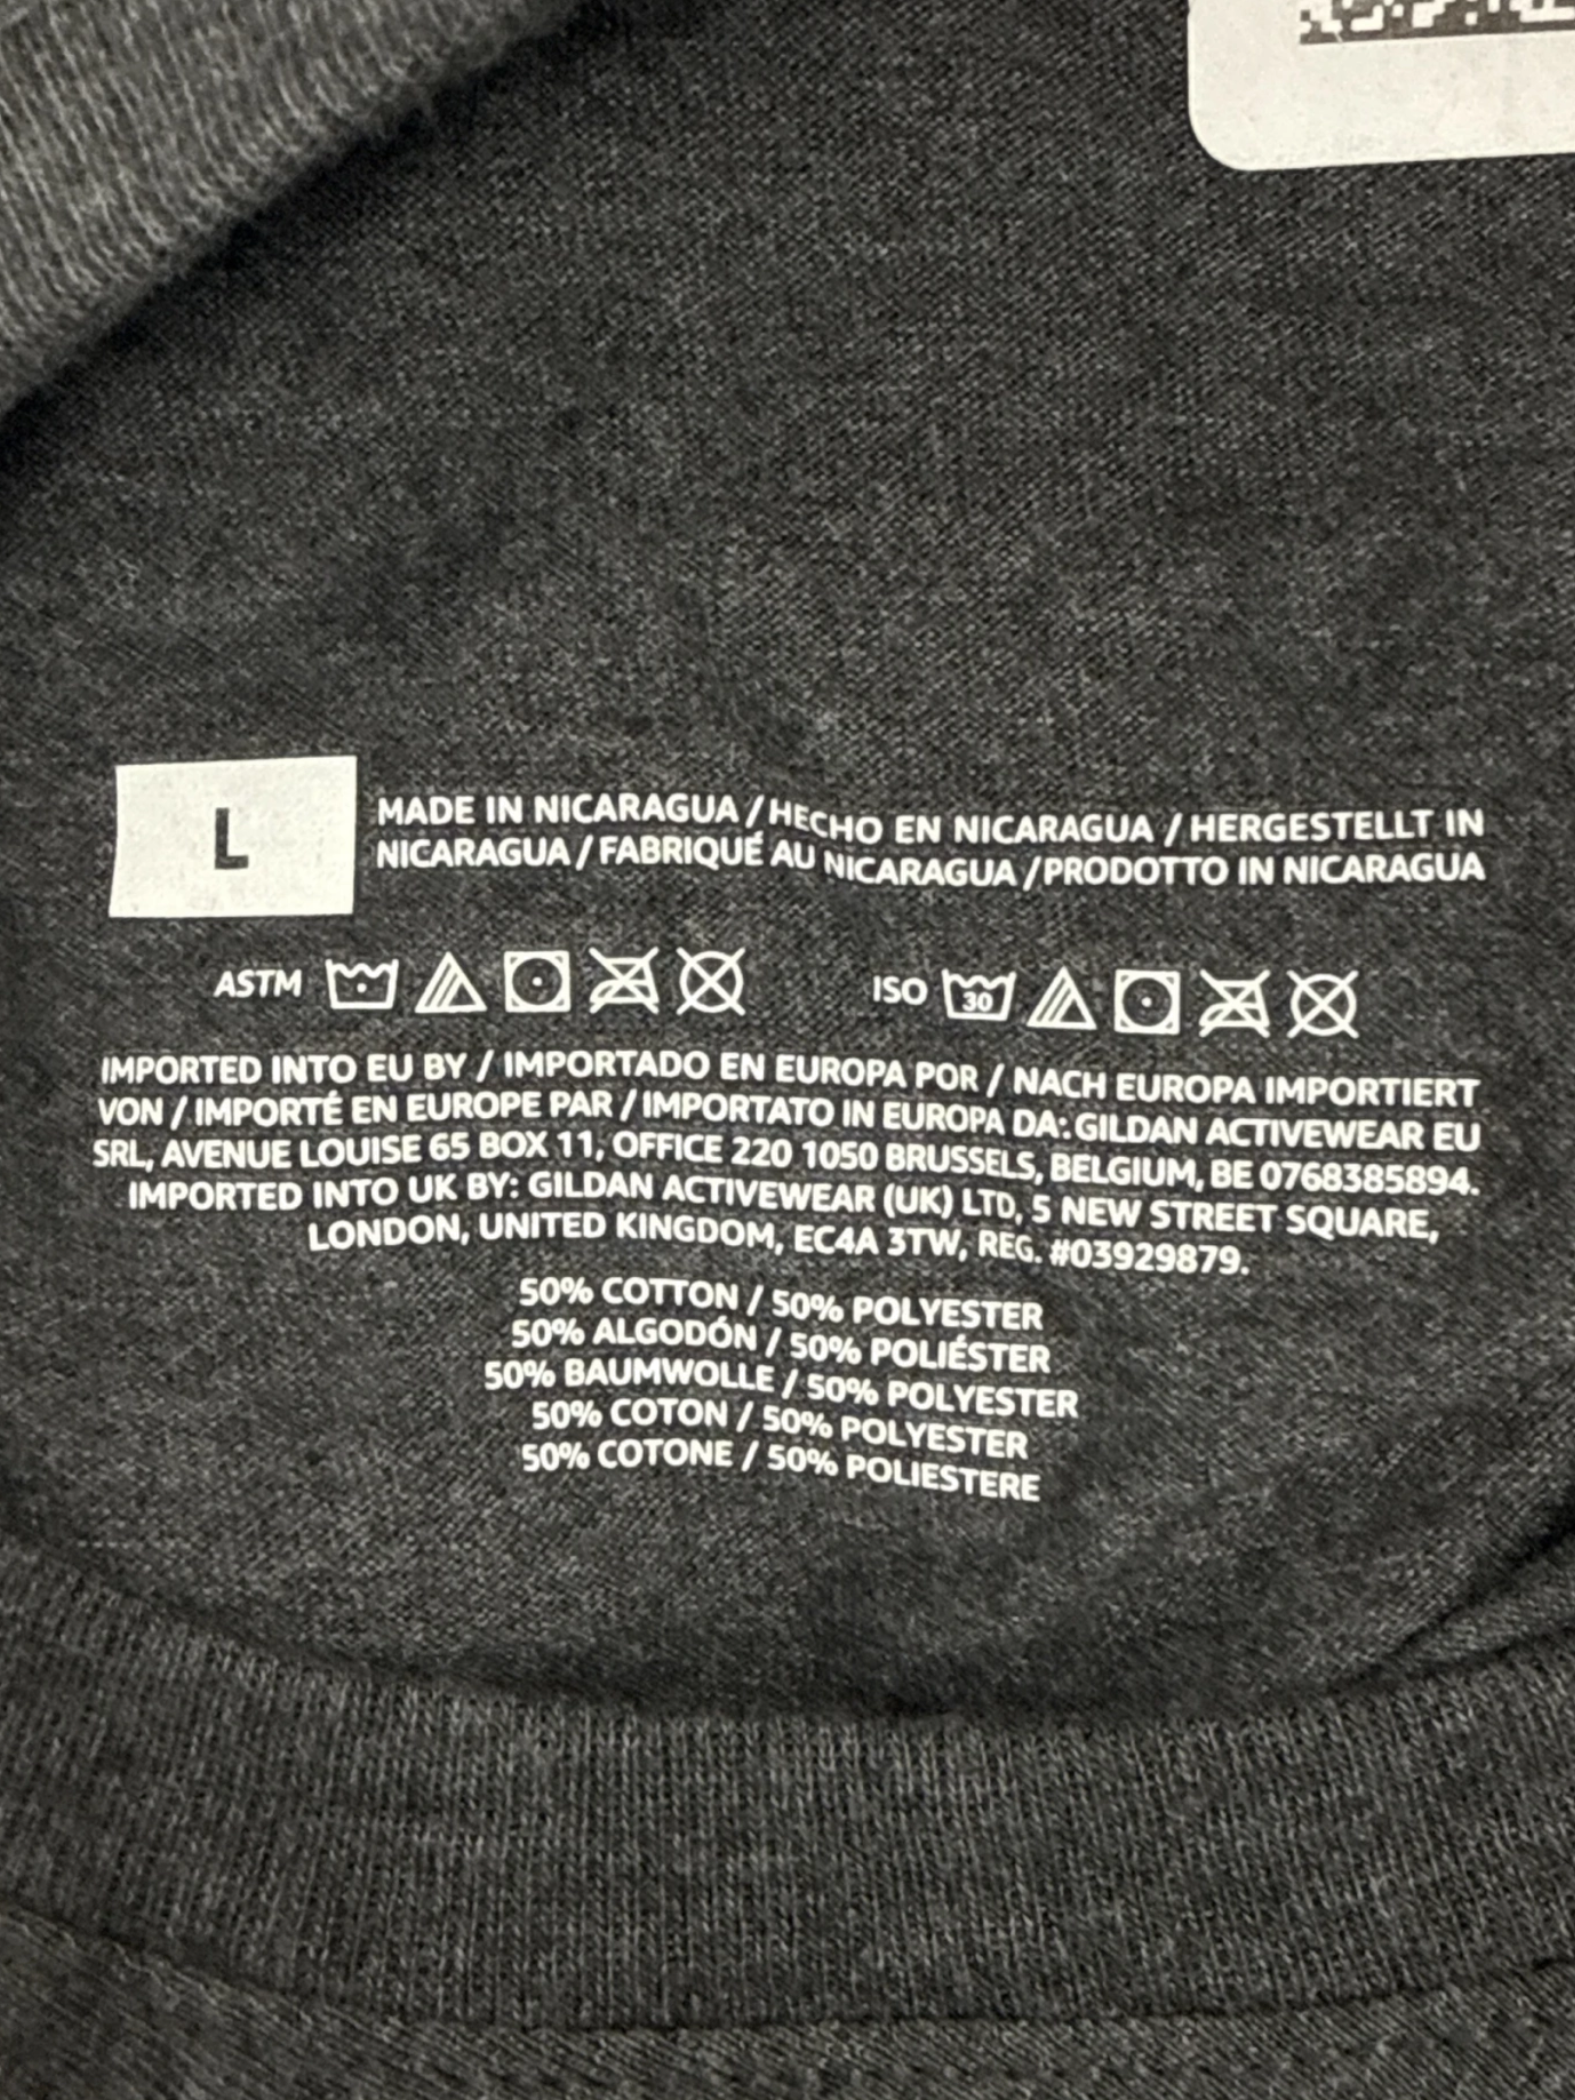 L
MADE IN NICARAGUA / HECHO EN NICARAGUA / HERGESTELLT IN
NICARAGUA / FABRIQUÉ AU NICARAGUA / PRODOTTO IN NICARAGUA
ASTM
ISO 30
IMPORTED INTO EU BY / IMPORTADO EN EUROPA POR / NACH EUROPA IMPORTIERT
VON / IMPORTÉ EN EUROPE PAR / IMPORTATO IN EUROPA DA: GILDAN ACTIVEWEAR EU
SRL, AVENUE LOUISE 65 BOX 11, OFFICE 220 1050 BRUSSELS, BELGIUM, BE 0768385894.
IMPORTED INTO UK BY: GILDAN ACTIVEWEAR (UK) LTD, 5 NEW STREET SQUARE,
LONDON, UNITED KINGDOM, EC4A 3TW, REG. #03929879.
50% COTTON / 50% POLYESTER
50% ALGODÓN / 50% POLIÉSTER
50% BAUMWOLLE / 50% POLYESTER
50% COTON / 50% POLYESTER
50% COTONE / 50% POLIESTERE